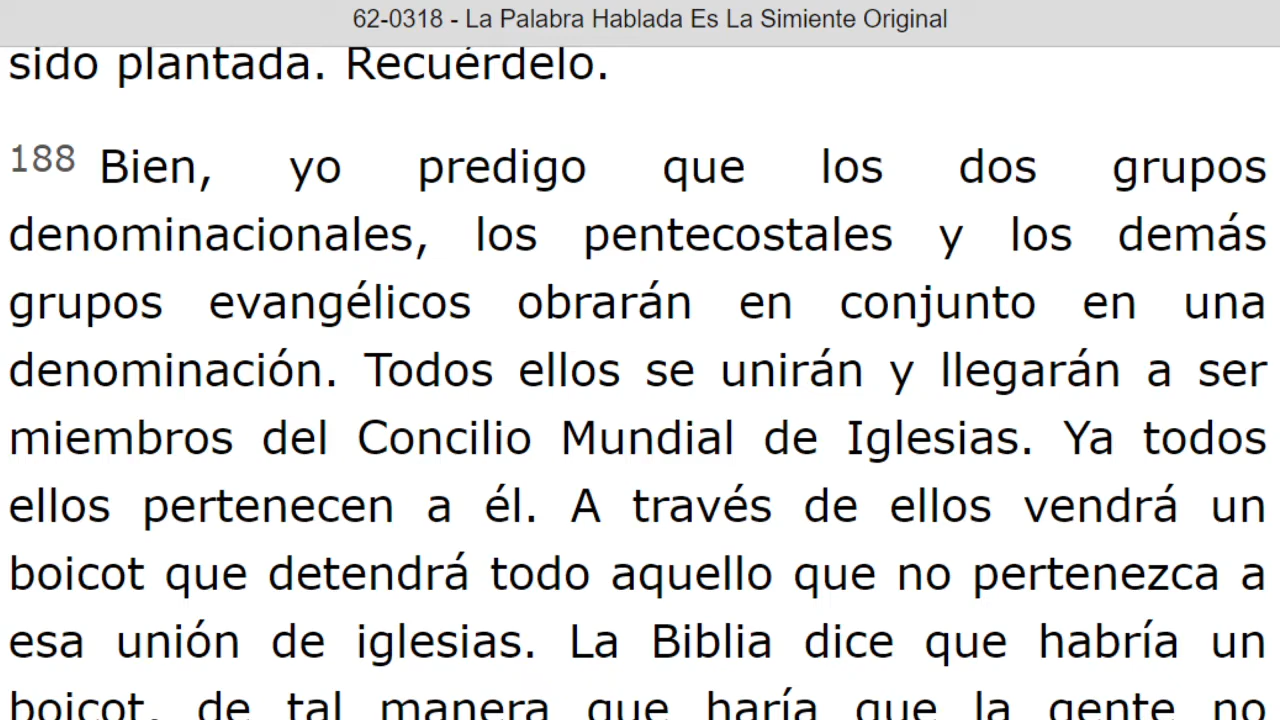 62-0318 - La Palabra Hablada Es La Simiente Original
sido plantada. Recuérdelo.
188 Bien, yo predigo que los dos grupos
denominacionales, los pentecostales y los demás
grupos evangélicos obrarán en conjunto en una
denominación. Todos ellos se unirán y llegarán a ser
miembros del Concilio Mundial de Iglesias. Ya todos
ellos pertenecen a él. A través de ellos vendrá un
boicot que detendrá todo aquello que no pertenezca a
esa unión de iglesias. La Biblia dice que habría un
boicot, de tal manera que haría que la gente no